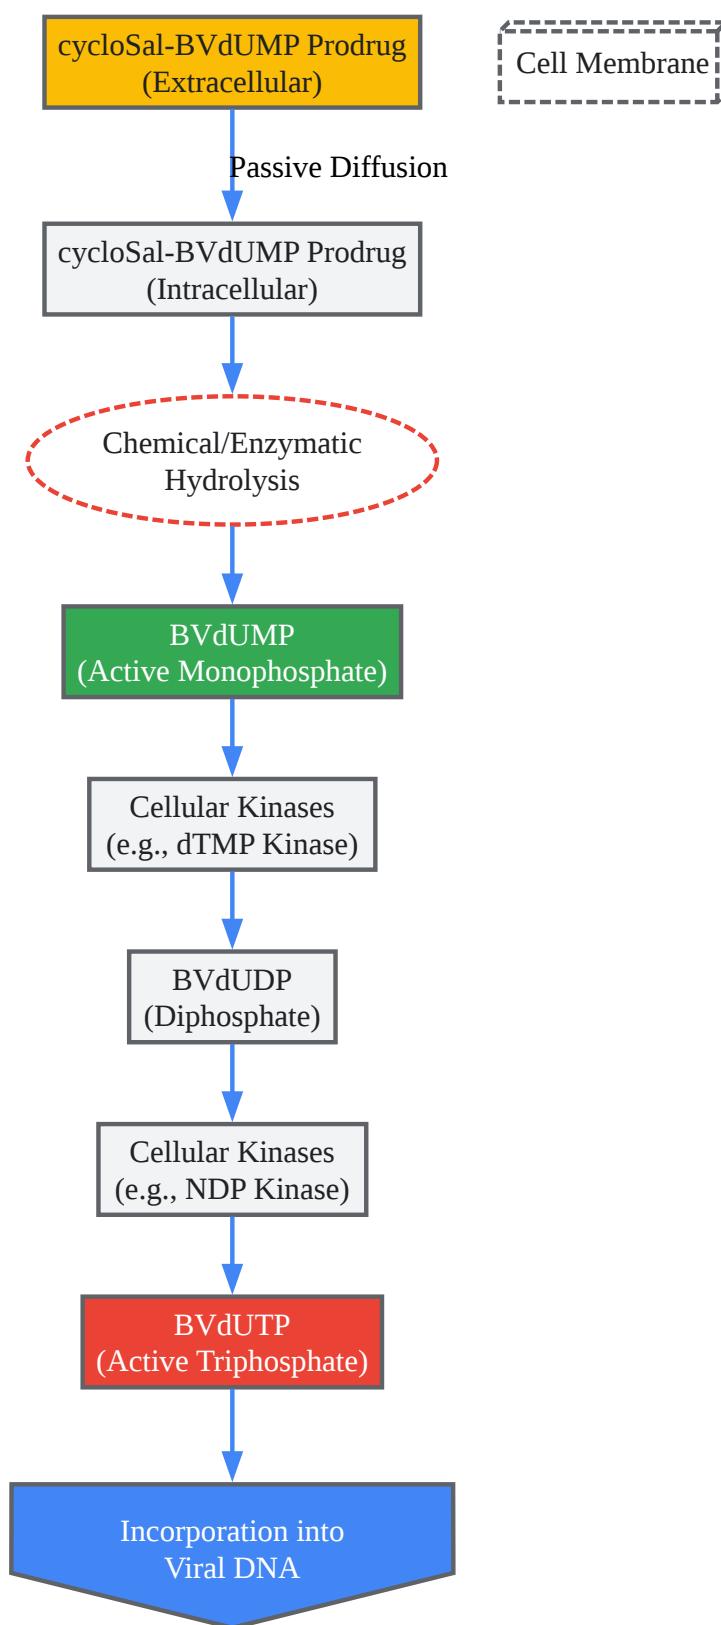 cycloSal-BVdUMP Prodrug
(Extracellular)
Cell Membrane
Passive Diffusion
cycloSal-BVdUMP Prodrug
(Intracellular)
Chemical/Enzymatic
Hydrolysis
BVdUMP
(Active Monophosphate)
Cellular Kinases
(e.g., dTMP Kinase)
BVdUDP
(Diphosphate)
Cellular Kinases
(e.g., NDP Kinase)
BVdUTP
(Active Triphosphate)
Incorporation into
Viral DNA